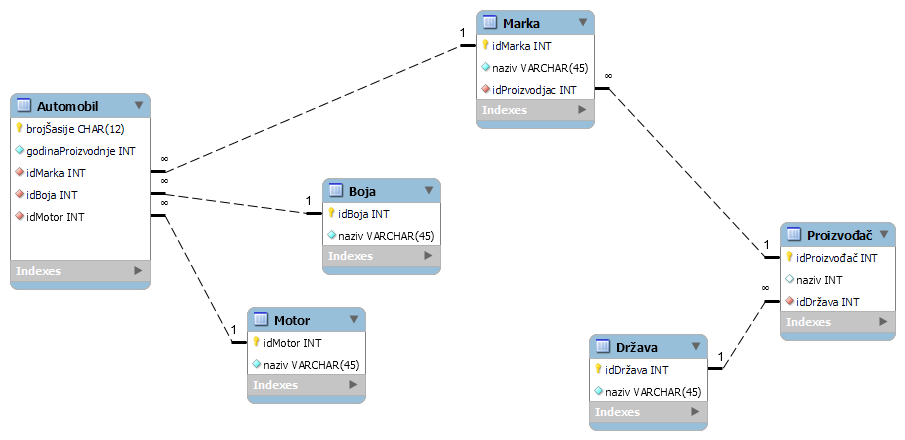 Marka
idMarka INT
naziv VARCHAR(45)
idProizvodjac INT
Indexes
1
∞
Automobil
brojŠasije CHAR(12)
godinaProizvodnje INT
idMarka INT
idBoja INT
idMotor INT
Indexes
∞
∞
∞
Boja
idBoja INT
naziv VARCHAR(45)
Indexes
1
Proizvođač
idProizvođač INT
naziv INT
idDržava INT
Indexes
1
∞
Motor
idMotor INT
naziv VARCHAR(45)
Indexes
1
Država
idDržava INT
naziv VARCHAR(45)
Indexes
1